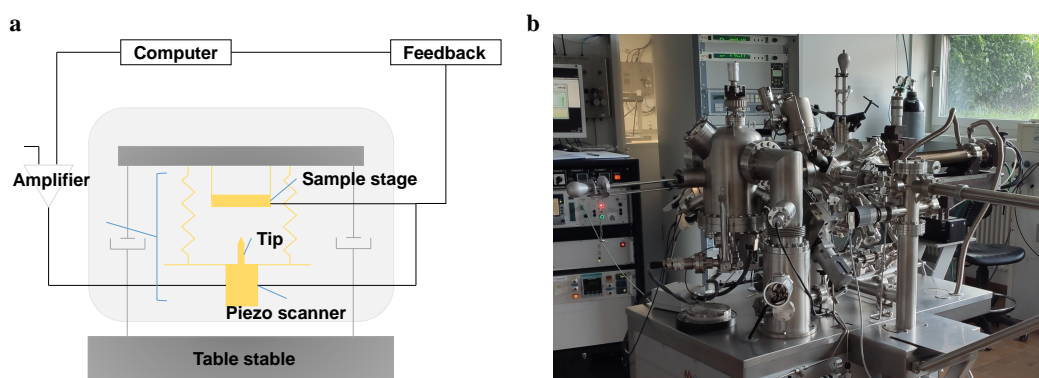 a
Computer
Feedback
Amplifier
Sample stage
Tip
Piezo scanner
Table stable
b